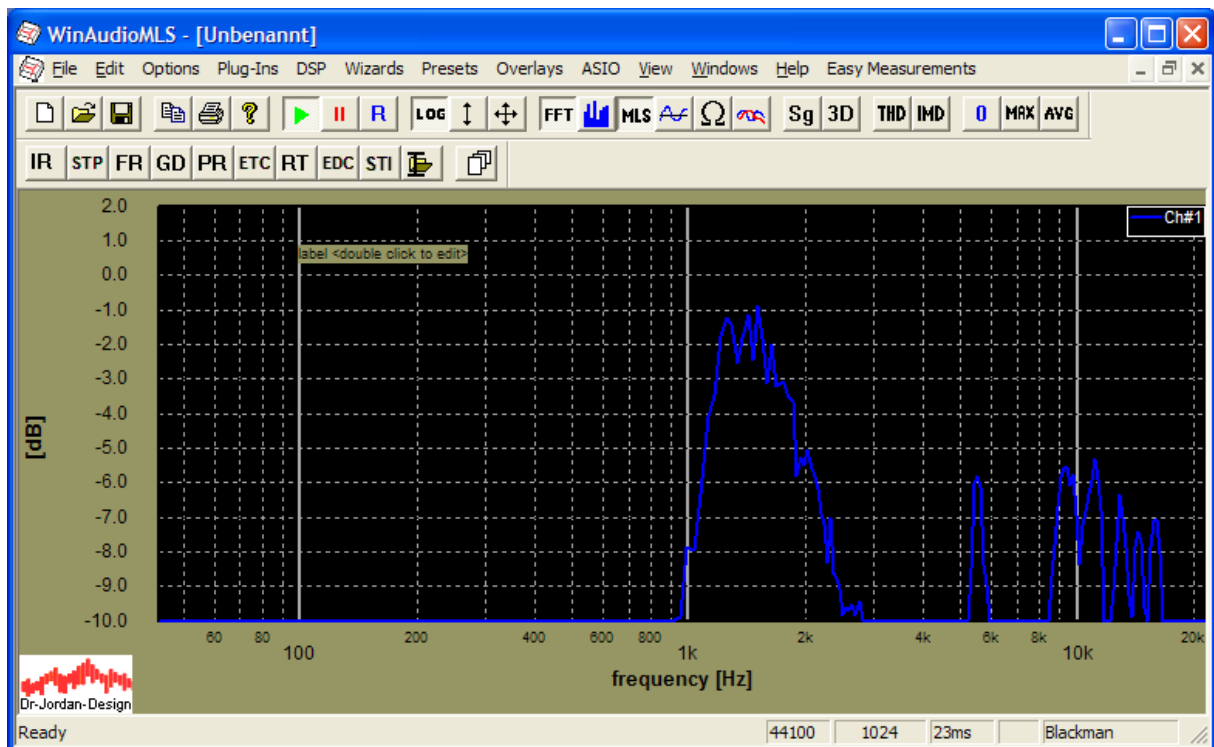 WinAudioMLS - [Unbenannt]
File Edit Options Plug-Ins DSP Wizards Presets Overlays ASIO View Windows Help Easy Measurements
R LOG FFT MLS Ω Sg 3D THD IMD 0 MAX AVG
IR STP FR GD PR ETC RT EDC STI
2.0
Ch#1
1.0
label <double click to edit>
0.0
-1.0
-2.0
-3.0
-4.0
[dB]
-5.0
-6.0
-7.0
-8.0
-9.0
-10.0
60 80 200 400 600 800 2k 4k 6k 8k 20k
100 1k 10k
frequency [Hz]
Dr-Jordan-Design
Ready 44100 1024 23ms Blackman